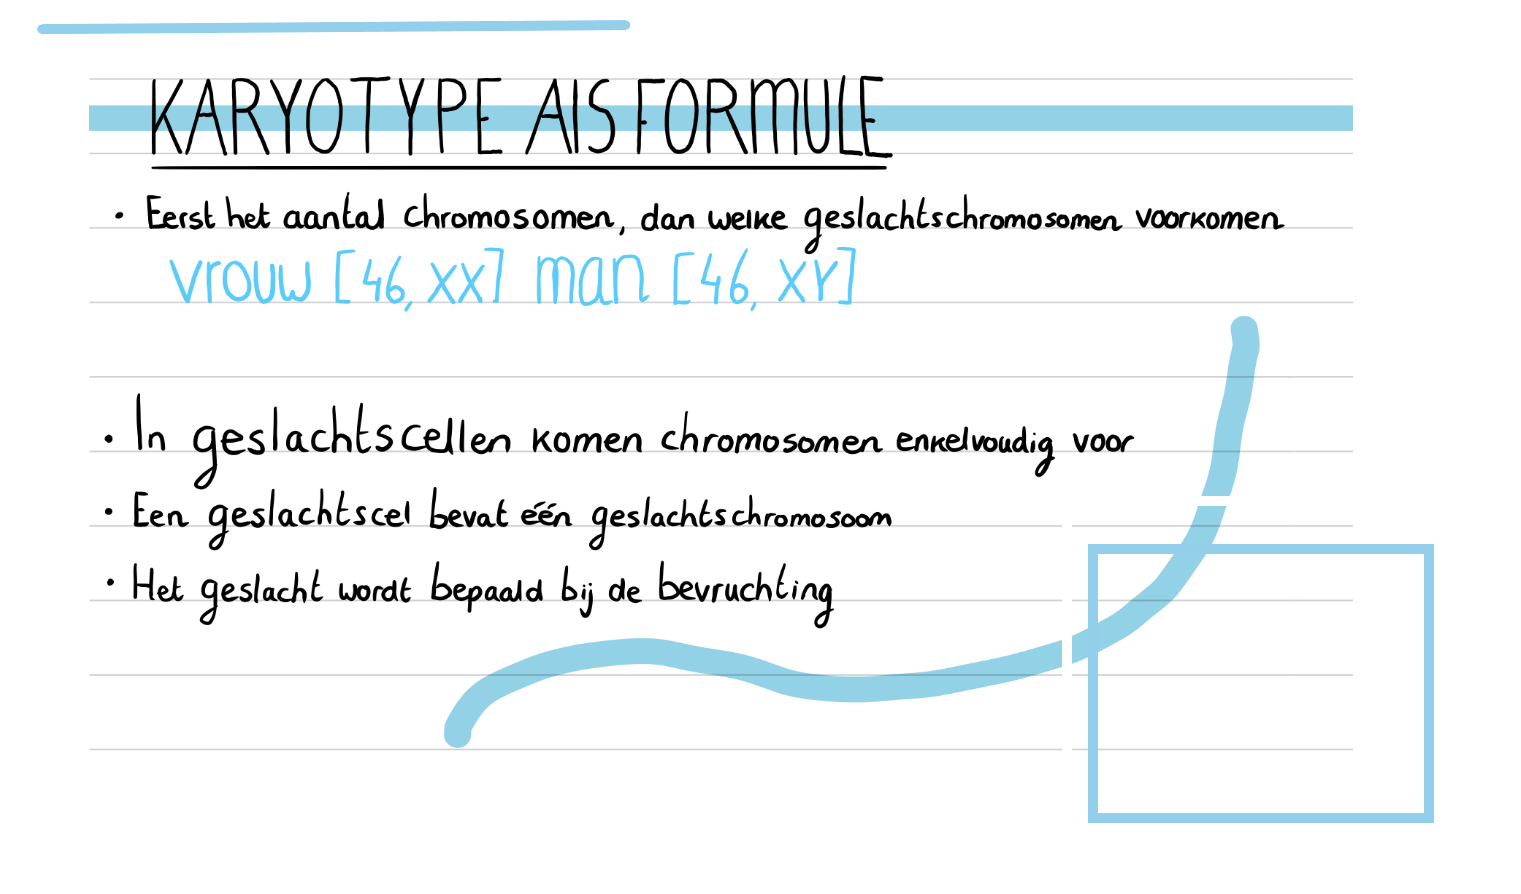 KARYOTYPE AlS FORMULE
• Eerst het aantal chromosomen, dan welke geslachtschromosomen voorkomen
vrouw [46, XX] man [46, XY]
• In geslachtscellen komen chromosomen enkelvoudig voor
• Een geslachtscel bevat één geslachtschromosoom
• Het geslacht wordt bepaald bij de bevruchting